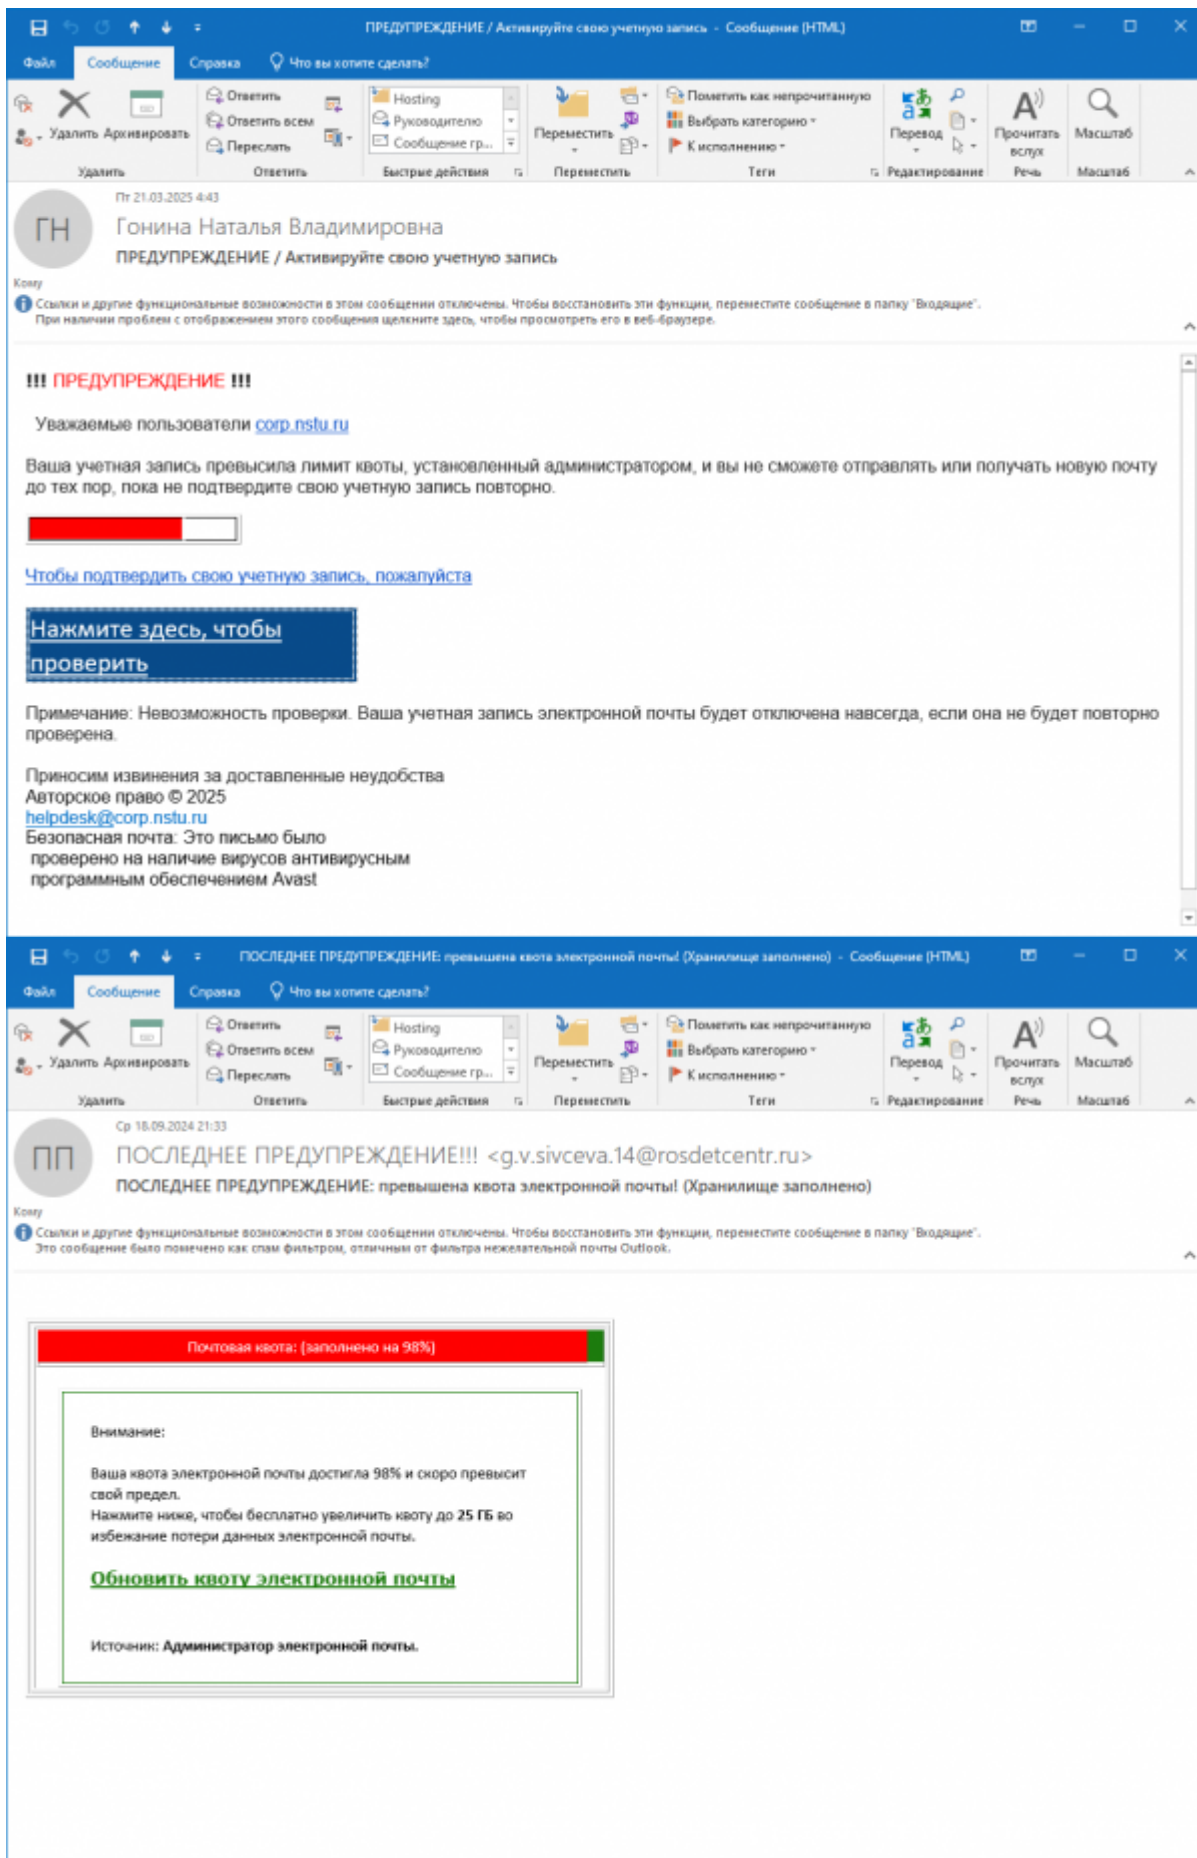 ПРЕДУПРЕЖДЕНИЕ / Активируйте свою учетную запись - Сообщение (HTML)
Файл Сообщение Справка Что вы хотите сделать?
Удалить Архивировать
Ответить
Ответить всем
Переслать
Hosting
Руководителю
Сообщение гр...
Переместить
Пометить как непрочитанную
Выбрать категорию
К исполнению
Перевод
Прочитать вслух
Масштаб
Удалить Ответить Быстрые действия Переместить Теги Редактирование Речь Масштаб
Пт 21.03.2025 4:43
ГН
Гонина Наталья Владимировна
ПРЕДУПРЕЖДЕНИЕ / Активируйте свою учетную запись
Кому
Ссылки и другие функциональные возможности в этом сообщении отключены. Чтобы восстановить эти функции, переместите сообщение в папку "Входящие".
При наличии проблем с отображением этого сообщения щелкните здесь, чтобы просмотреть его в веб-браузере.
!!! ПРЕДУПРЕЖДЕНИЕ !!!
Уважаемые пользователи corp.nstu.ru
Ваша учетная запись превысила лимит квоты, установленный администратором, и вы не сможете отправлять или получать новую почту
до тех пор, пока не подтвердите свою учетную запись повторно.
Чтобы подтвердить свою учетную запись, пожалуйста
Нажмите здесь, чтобы
проверить
Примечание: Невозможность проверки. Ваша учетная запись электронной почты будет отключена навсегда, если она не будет повторно
проверена.
Приносим извинения за доставленные неудобства
Авторское право © 2025
helpdesk@corp.nstu.ru
Безопасная почта: Это письмо было
проверено на наличие вирусов антивирусным
программным обеспечением Avast
ПОСЛЕДНЕЕ ПРЕДУПРЕЖДЕНИЕ: превышена квота электронной почты! (Хранилище заполнено) - Сообщение (HTML)
Файл Сообщение Справка Что вы хотите сделать?
Удалить Архивировать
Ответить
Ответить всем
Переслать
Hosting
Руководителю
Сообщение гр...
Переместить
Пометить как непрочитанную
Выбрать категорию
К исполнению
Перевод
Прочитать вслух
Масштаб
Удалить Ответить Быстрые действия Переместить Теги Редактирование Речь Масштаб
Ср 18.09.2024 21:33
ПП
ПОСЛЕДНЕЕ ПРЕДУПРЕЖДЕНИЕ!!! <g.v.sivceva.14@rosdetcentr.ru>
ПОСЛЕДНЕЕ ПРЕДУПРЕЖДЕНИЕ: превышена квота электронной почты! (Хранилище заполнено)
Кому
Ссылки и другие функциональные возможности в этом сообщении отключены. Чтобы восстановить эти функции, переместите сообщение в папку "Входящие".
Это сообщение было помечено как спам фильтром, отличным от фильтра нежелательной почты Outlook.
Почтовая квота: (заполнено на 98%)
Внимание:
Ваша квота электронной почты достигла 98% и скоро превысит
свой предел.
Нажмите ниже, чтобы бесплатно увеличить квоту до 25 ГБ во
избежание потери данных электронной почты.
Обновить квоту электронной почты
Источник: Администратор электронной почты.